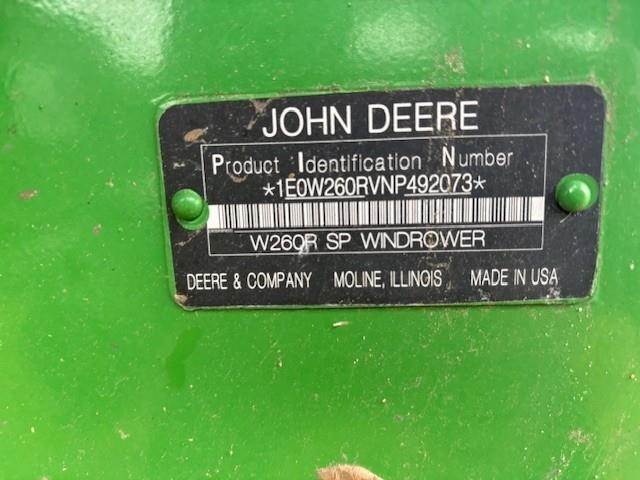 JOHN DEERE
Product Identification Number
*1E0W260RVNP492073*
W260R SP WINDROWER
DEERE & COMPANY MOLINE, ILLINOIS MADE IN USA